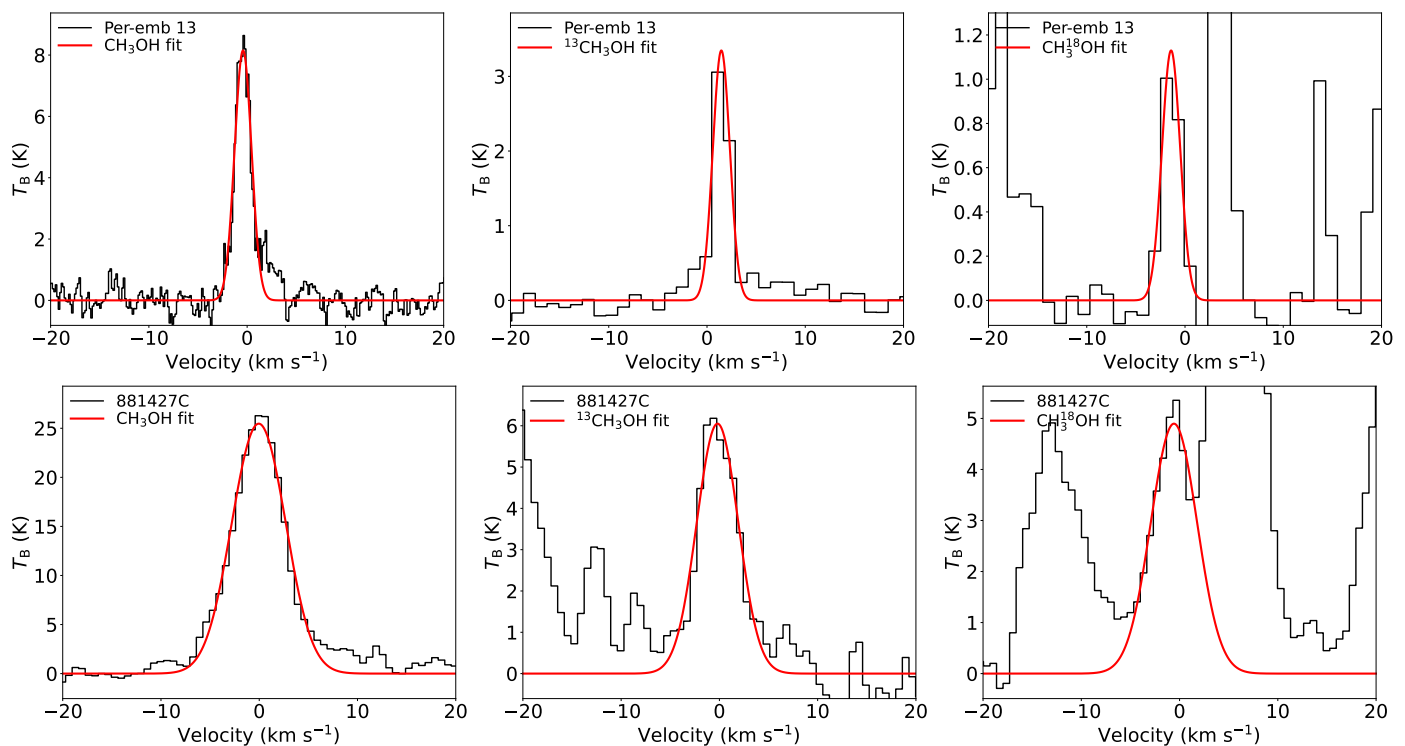 Per-emb 13
CH₃OH fit
8
6
4
2
0
T_B (K)
−20 −10 0 10 20
Velocity (km s⁻¹)
Per-emb 13
¹³CH₃OH fit
3
2
1
0
T_B (K)
−20 −10 0 10 20
Velocity (km s⁻¹)
Per-emb 13
CH₃¹⁸OH fit
1.2
1.0
0.8
0.6
0.4
0.2
0.0
T_B (K)
−20 −10 0 10 20
Velocity (km s⁻¹)
881427C
CH₃OH fit
25
20
15
10
5
0
T_B (K)
−20 −10 0 10 20
Velocity (km s⁻¹)
881427C
¹³CH₃OH fit
6
5
4
3
2
1
0
T_B (K)
−20 −10 0 10 20
Velocity (km s⁻¹)
881427C
CH₃¹⁸OH fit
5
4
3
2
1
0
T_B (K)
−20 −10 0 10 20
Velocity (km s⁻¹)